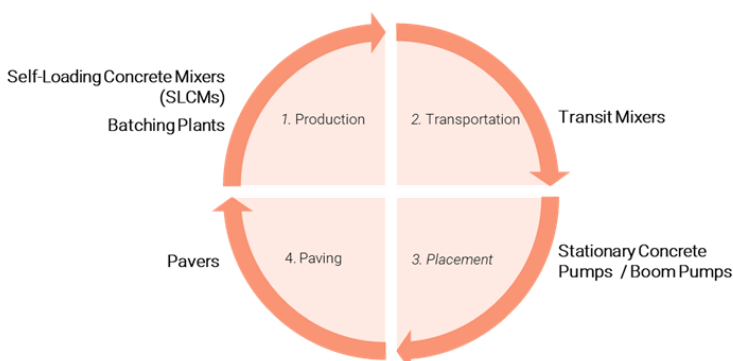 Self-Loading Concrete Mixers
(SLCMs)
Batching Plants
1. Production
2. Transportation
Transit Mixers
Pavers
4. Paving
3. Placement
Stationary Concrete
Pumps / Boom Pumps